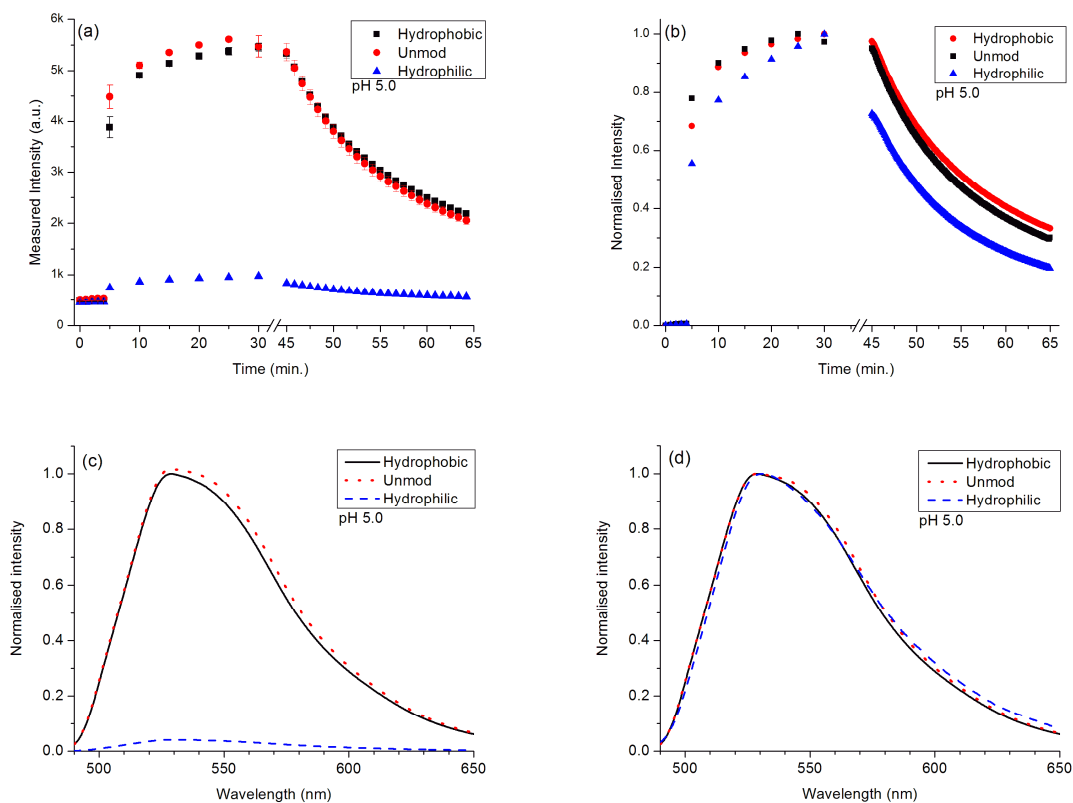 (a)
Hydrophobic
Unmod
Hydrophilic
pH 5.0
6k
5k
4k
3k
2k
1k
0
Measured Intensity (a.u.)
0 10 20 30 45 50 55 60 65
Time (min.)
(b)
Hydrophobic
Unmod
Hydrophilic
pH 5.0
1.0
0.8
0.6
0.4
0.2
0.0
Normalised Intensity
0 10 20 30 45 50 55 60 65
Time (min.)
(c)
Hydrophobic
Unmod
Hydrophilic
pH 5.0
1.0
0.8
0.6
0.4
0.2
0.0
Normalised intensity
500 550 600 650
Wavelength (nm)
(d)
Hydrophobic
Unmod
Hydrophilic
pH 5.0
1.0
0.8
0.6
0.4
0.2
0.0
Normalised intensity
500 550 600 650
Wavelength (nm)